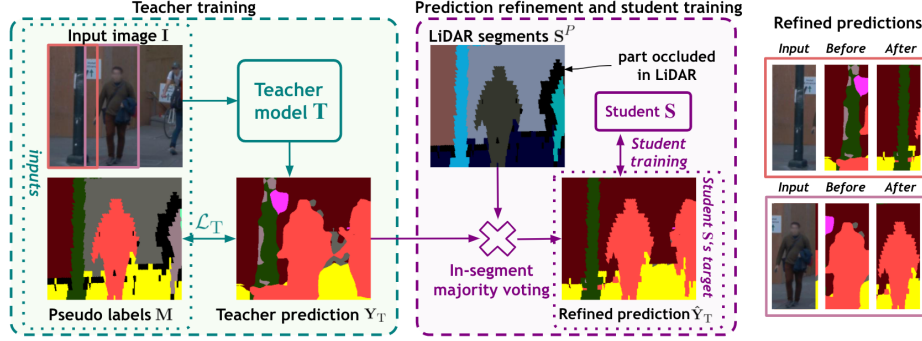 Teacher training
Prediction refinement and student training
Input image I
Teacher
model T
inputs
ℒ_T
Pseudo labels M
Teacher prediction Y_T
LiDAR segments S^P
part occluded
in LiDAR
Student S
Student
training
In-segment
majority voting
Student S's target
Refined prediction Ŷ_T
Refined predictions
Input Before After
Input Before After